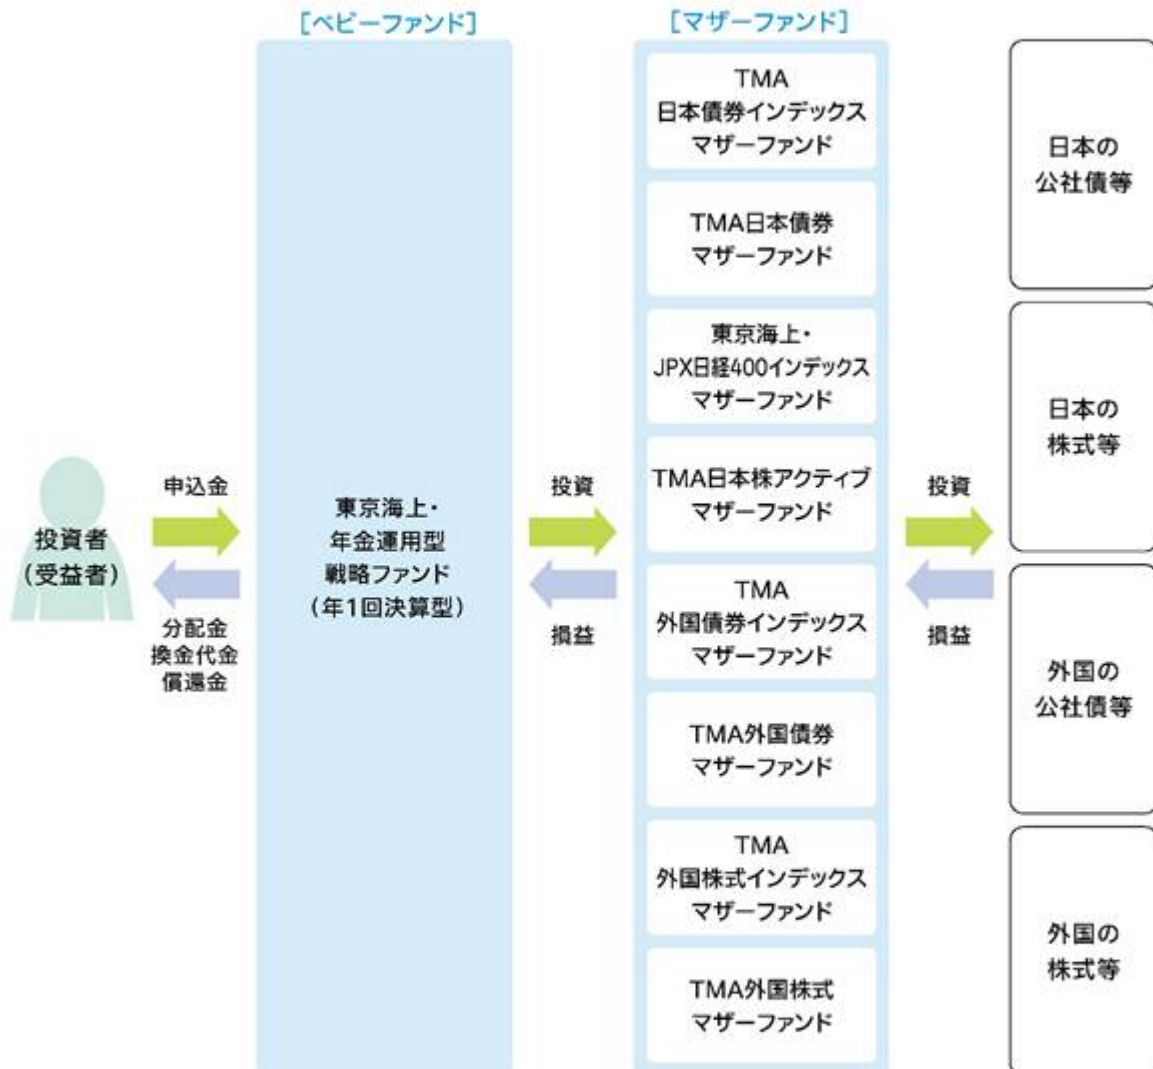 [ベビーファンド]
[マザーファンド]
投資者
(受益者)
申込金
分配金
換金代金
償還金
東京海上・
年金運用型
戦略ファンド
(年1回決算型)
投資
損益
TMA
日本債券インデックス
マザーファンド
TMA日本債券
マザーファンド
東京海上・
JPX日経400インデックス
マザーファンド
TMA日本株アクティブ
マザーファンド
TMA
外国債券インデックス
マザーファンド
TMA外国債券
マザーファンド
TMA
外国株式インデックス
マザーファンド
TMA外国株式
マザーファンド
投資
損益
日本の
公社債等
日本の
株式等
外国の
公社債等
外国の
株式等